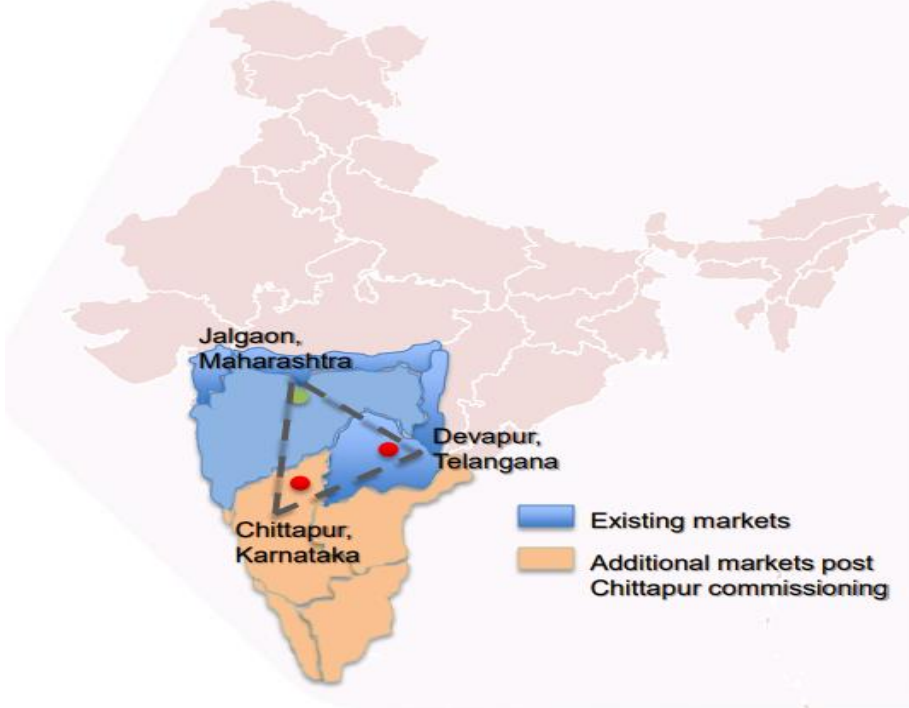 Jalgaon,
Maharashtra
Devapur,
Telangana
Chittapur,
Karnataka
Existing markets
Additional markets post
Chittapur commissioning